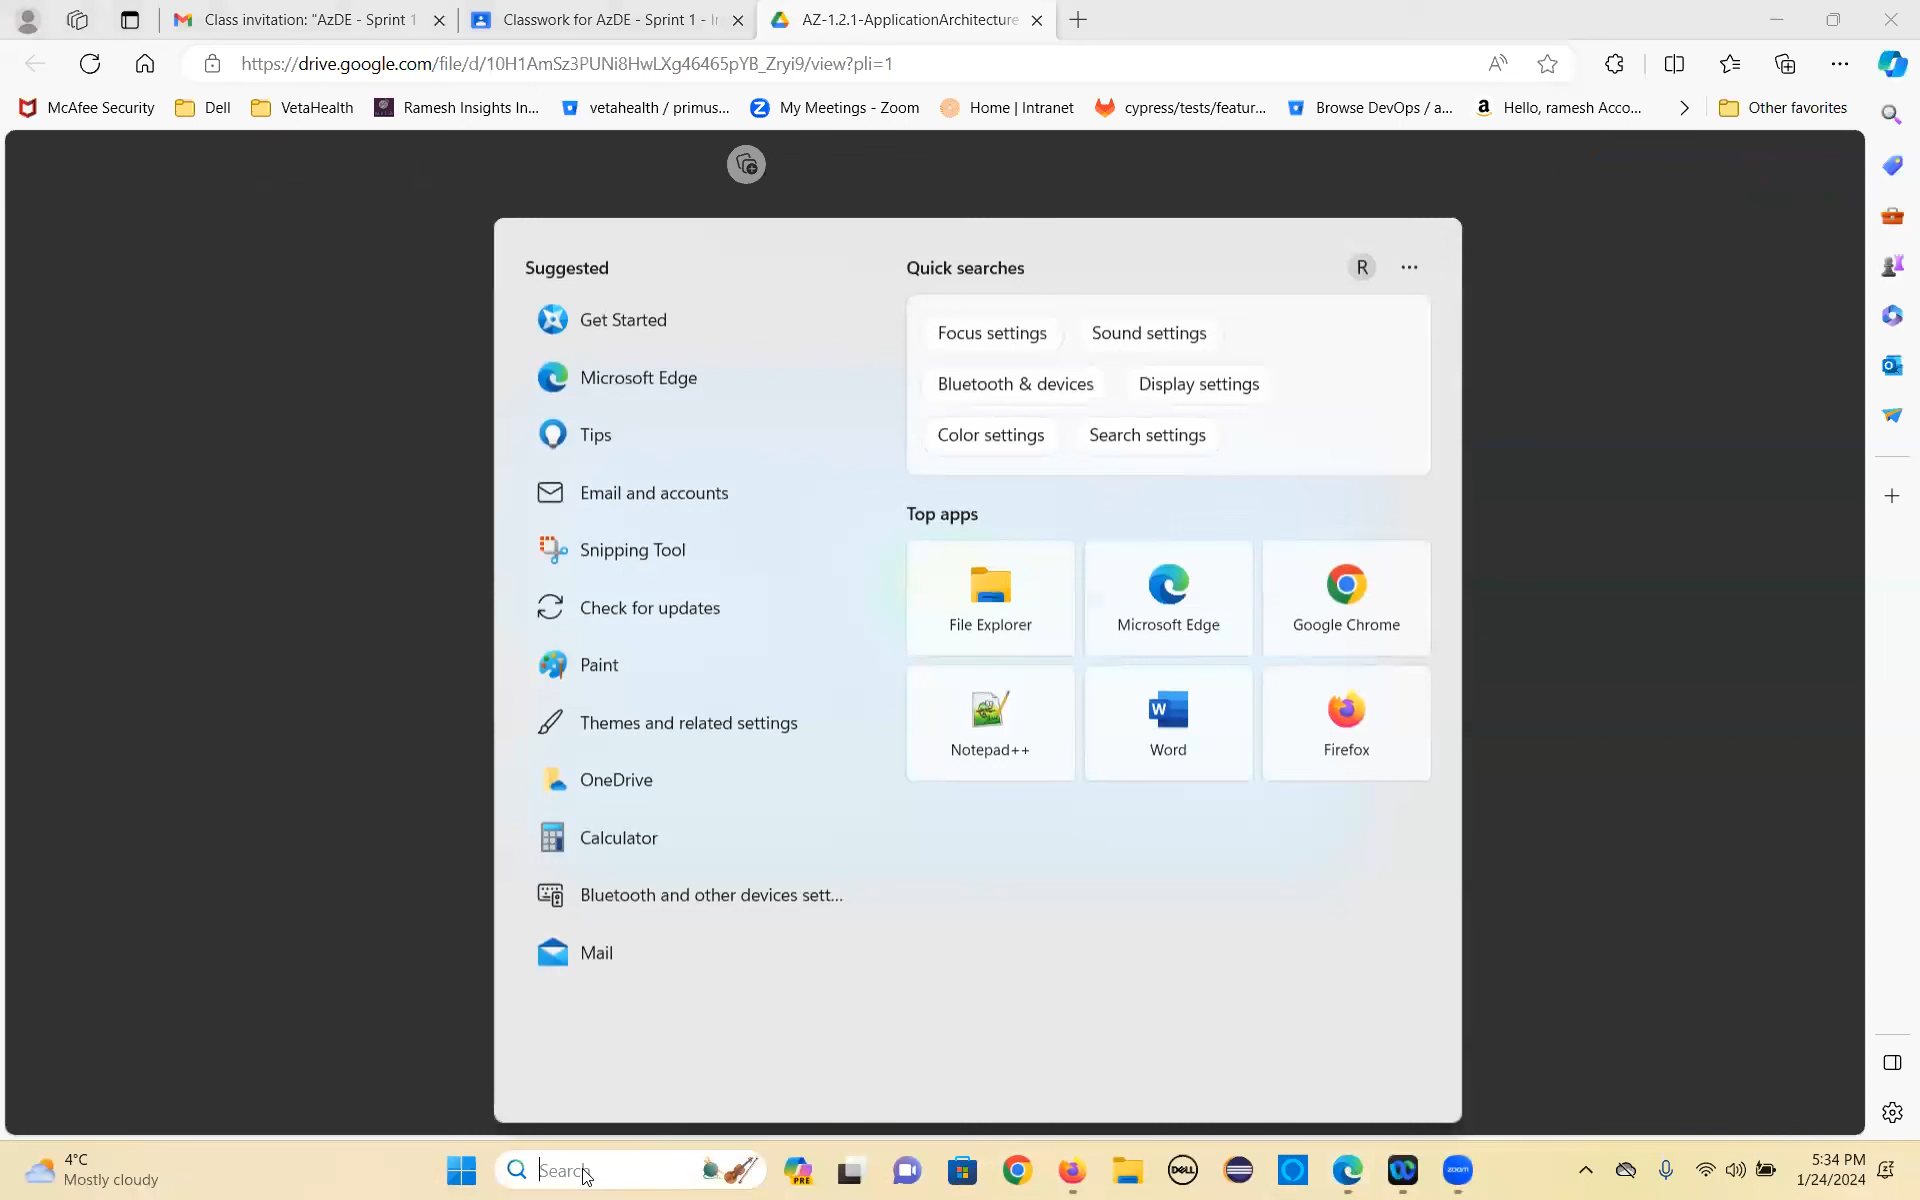 Class invitation: "AzDE - Sprint 1
Classwork for AzDE - Sprint 1 - I
AZ-1.2.1-ApplicationArchitecture
https://drive.google.com/file/d/10H1AmSz3PUNi8HwLXg46465pYB_Zryi9/view?pli=1
McAfee Security
Dell
VetaHealth
Ramesh Insights In...
vetahealth / primus...
My Meetings - Zoom
Home | Intranet
cypress/tests/featur...
Browse DevOps / a...
Hello, ramesh Acco...
Other favorites
Suggested
Get Started
Microsoft Edge
Tips
Email and accounts
Snipping Tool
Check for updates
Paint
Themes and related settings
OneDrive
Calculator
Bluetooth and other devices sett...
Mail
Quick searches
R
Focus settings
Sound settings
Bluetooth & devices
Display settings
Color settings
Search settings
Top apps
File Explorer
Microsoft Edge
Google Chrome
Notepad++
Word
Firefox
4°C
Mostly cloudy
Search
PRE
DELL
zoom
5:34 PM
1/24/2024